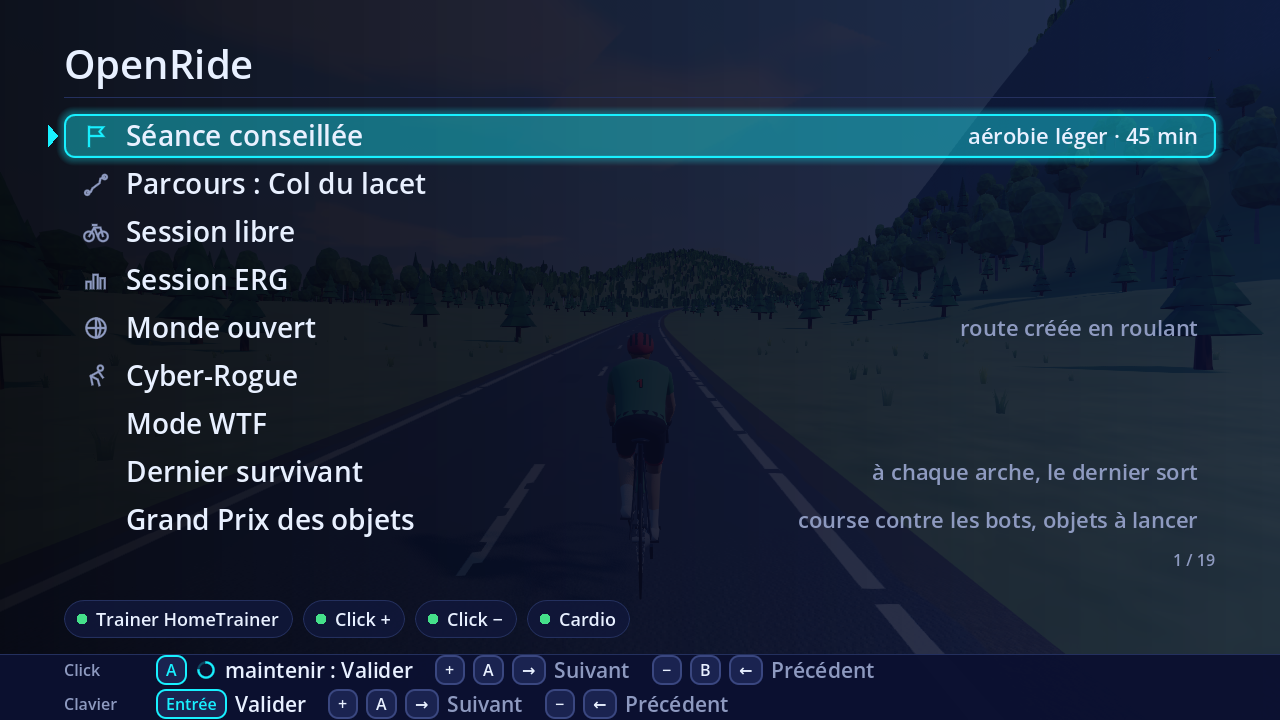 OpenRide
Séance conseillée aérobie léger · 45 min
Parcours : Col du lacet
Session libre
Session ERG
Monde ouvert route créée en roulant
Cyber-Rogue
Mode WTF
Dernier survivant à chaque arche, le dernier sort
Grand Prix des objets course contre les bots, objets à lancer
1 / 19
Trainer HomeTrainer Click + Click − Cardio
Click A maintenir : Valider + A → Suivant − B ← Précédent
Clavier Entrée Valider + A → Suivant − ← Précédent